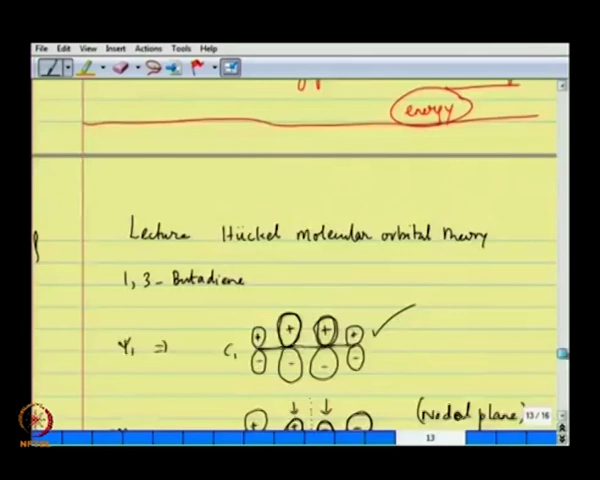 File Edit View Insert Actions Tools Help
energy
Lecture Hückel molecular orbital theory
1, 3 - Butadiene
Ψ1 ⇒ C1 + + + +
- - - -
(Nodal plane)
+ +
13/16
13
NPTEL